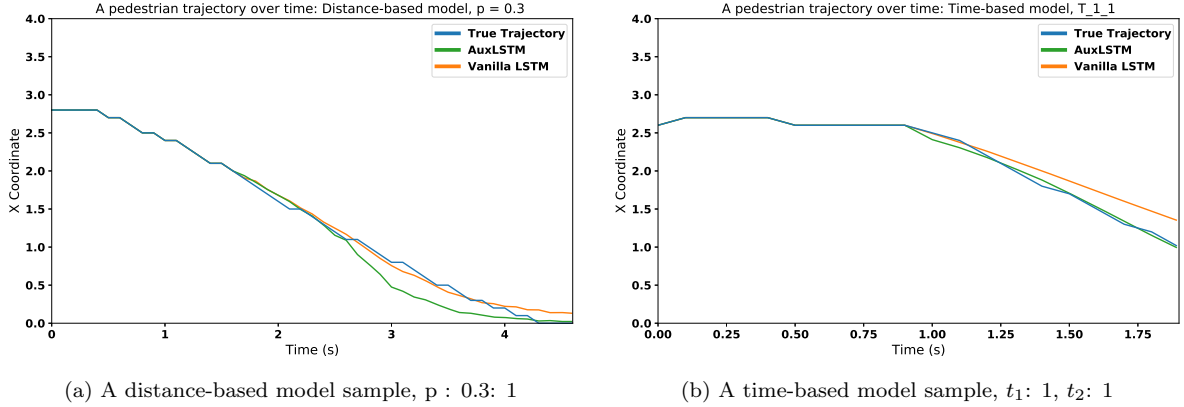 A pedestrian trajectory over time: Distance-based model, p = 0.3
4.0
3.5
3.0
2.5
2.0
1.5
1.0
0.5
0.0
X Coordinate
True Trajectory
AuxLSTM
Vanilla LSTM
0 1 2 3 4
Time (s)
(a) A distance-based model sample, p : 0.3: 1
A pedestrian trajectory over time: Time-based model, T_1_1
4.0
3.5
3.0
2.5
2.0
1.5
1.0
0.5
0.0
X Coordinate
True Trajectory
AuxLSTM
Vanilla LSTM
0.00 0.25 0.50 0.75 1.00 1.25 1.50 1.75
Time (s)
(b) A time-based model sample, t₁: 1, t₂: 1